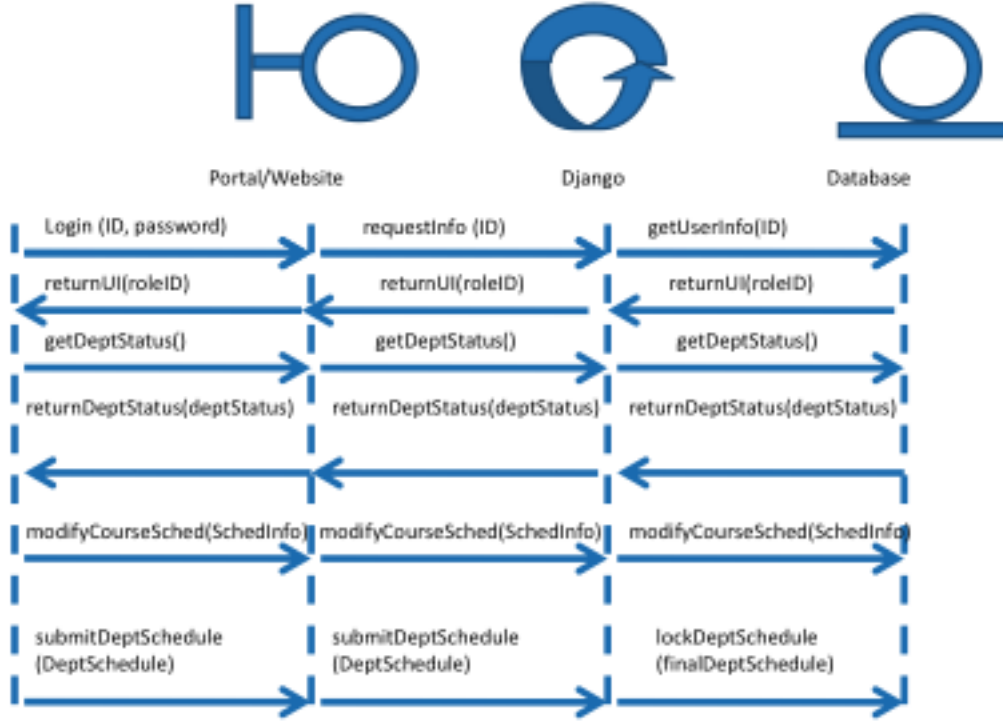 Portal/Website Django Database
Login (ID, password) requestInfo (ID) getUserInfo(ID)
returnUI(roleID) returnUI(roleID) returnUI(roleID)
getDeptStatus() getDeptStatus() getDeptStatus()
returnDeptStatus(deptStatus) returnDeptStatus(deptStatus) returnDeptStatus(deptStatus)
modifyCourseSched(SchedInfo) modifyCourseSched(SchedInfo) modifyCourseSched(SchedInfo)
submitDeptSchedule submitDeptSchedule lockDeptSchedule
(DeptSchedule) (DeptSchedule) (finalDeptSchedule)